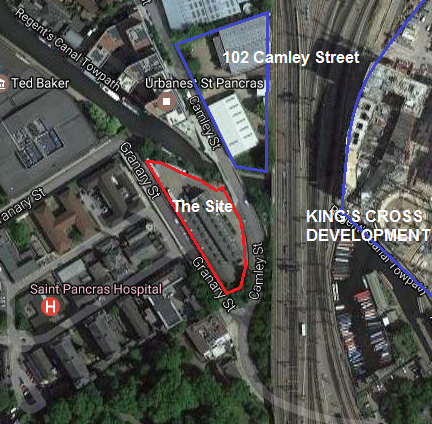 Regent's Canal Towpath
102 Camley Street
Ted Baker
Urbanest St Pancras
Camley St
Granary St
The Site
KING'S CROSS
DEVELOPMENT
Canal Towpath
Granary St
Camley St
Saint Pancras Hospital
H
Granary St